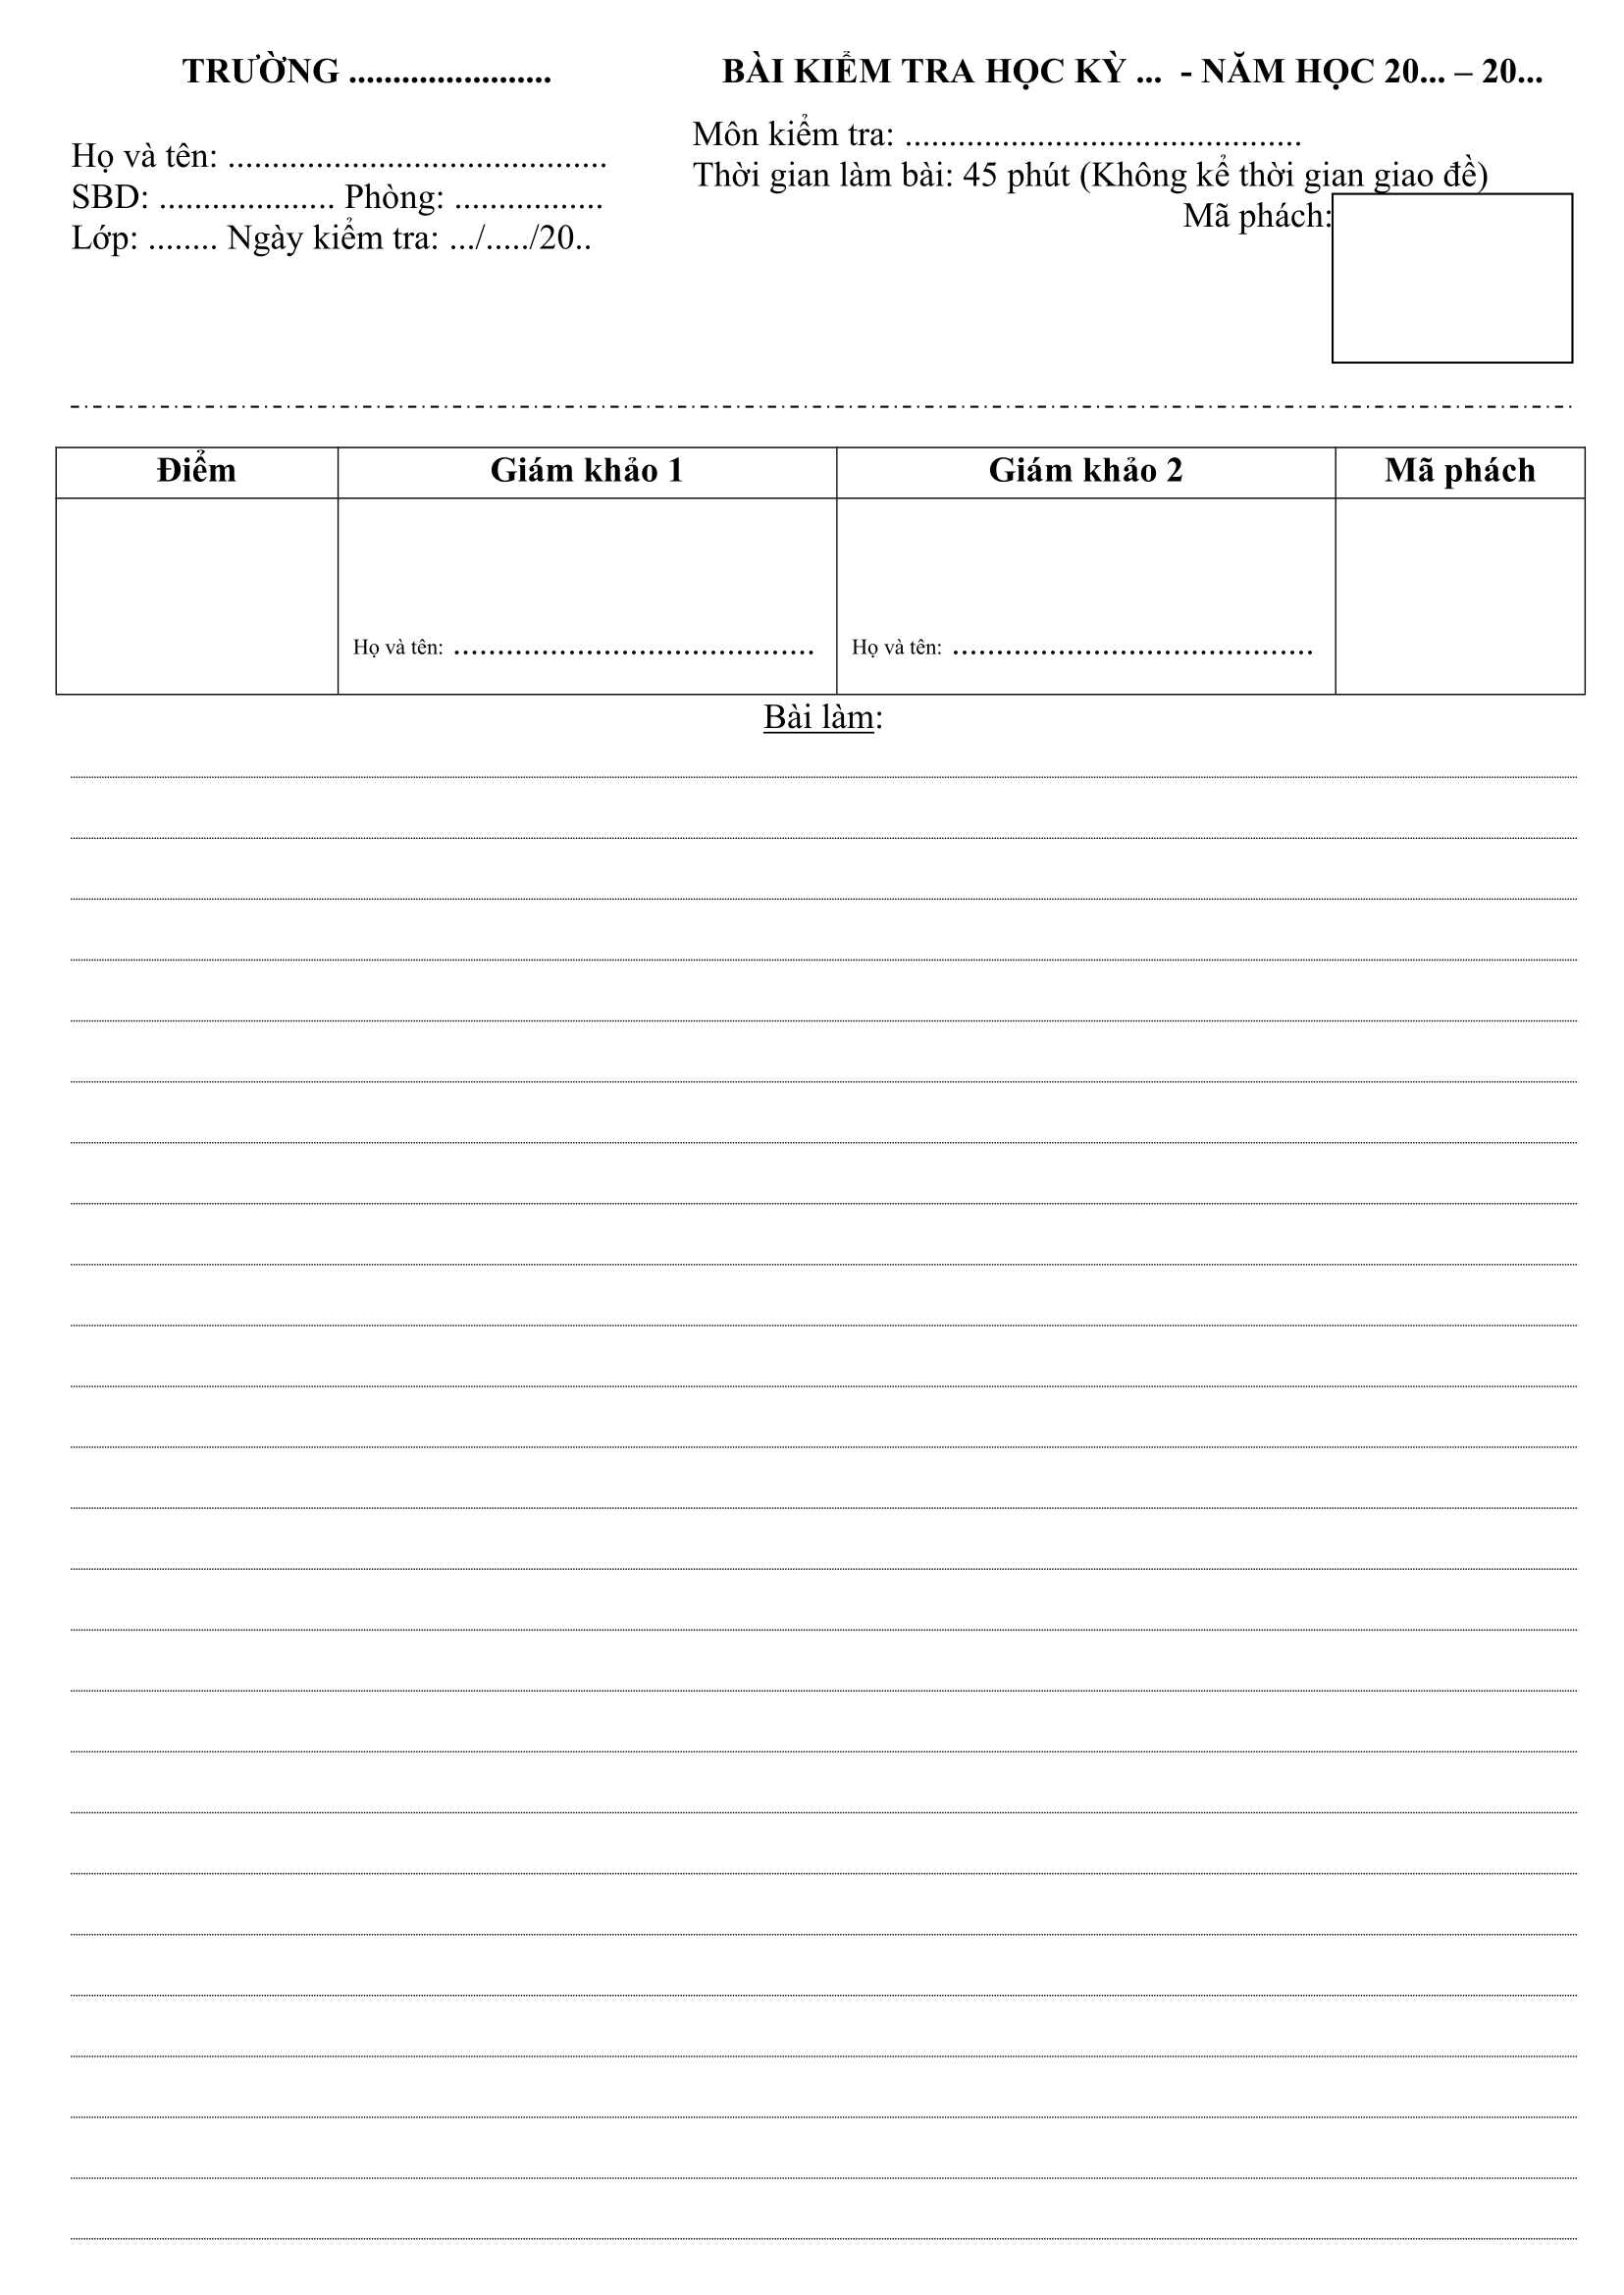 TRƯỜNG .......................
Họ và tên: ...........................................
SBD: .................... Phòng: .................
Lớp: ........ Ngày kiểm tra: .../...../20..
BÀI KIỂM TRA HỌC KỲ ... - NĂM HỌC 20... – 20...
Môn kiểm tra: .............................................
Thời gian làm bài: 45 phút (Không kể thời gian giao đề)
Mã phách:
Điểm Giám khảo 1 Giám khảo 2 Mã phách
Họ và tên: ......................................... Họ và tên: .........................................
Bài làm: